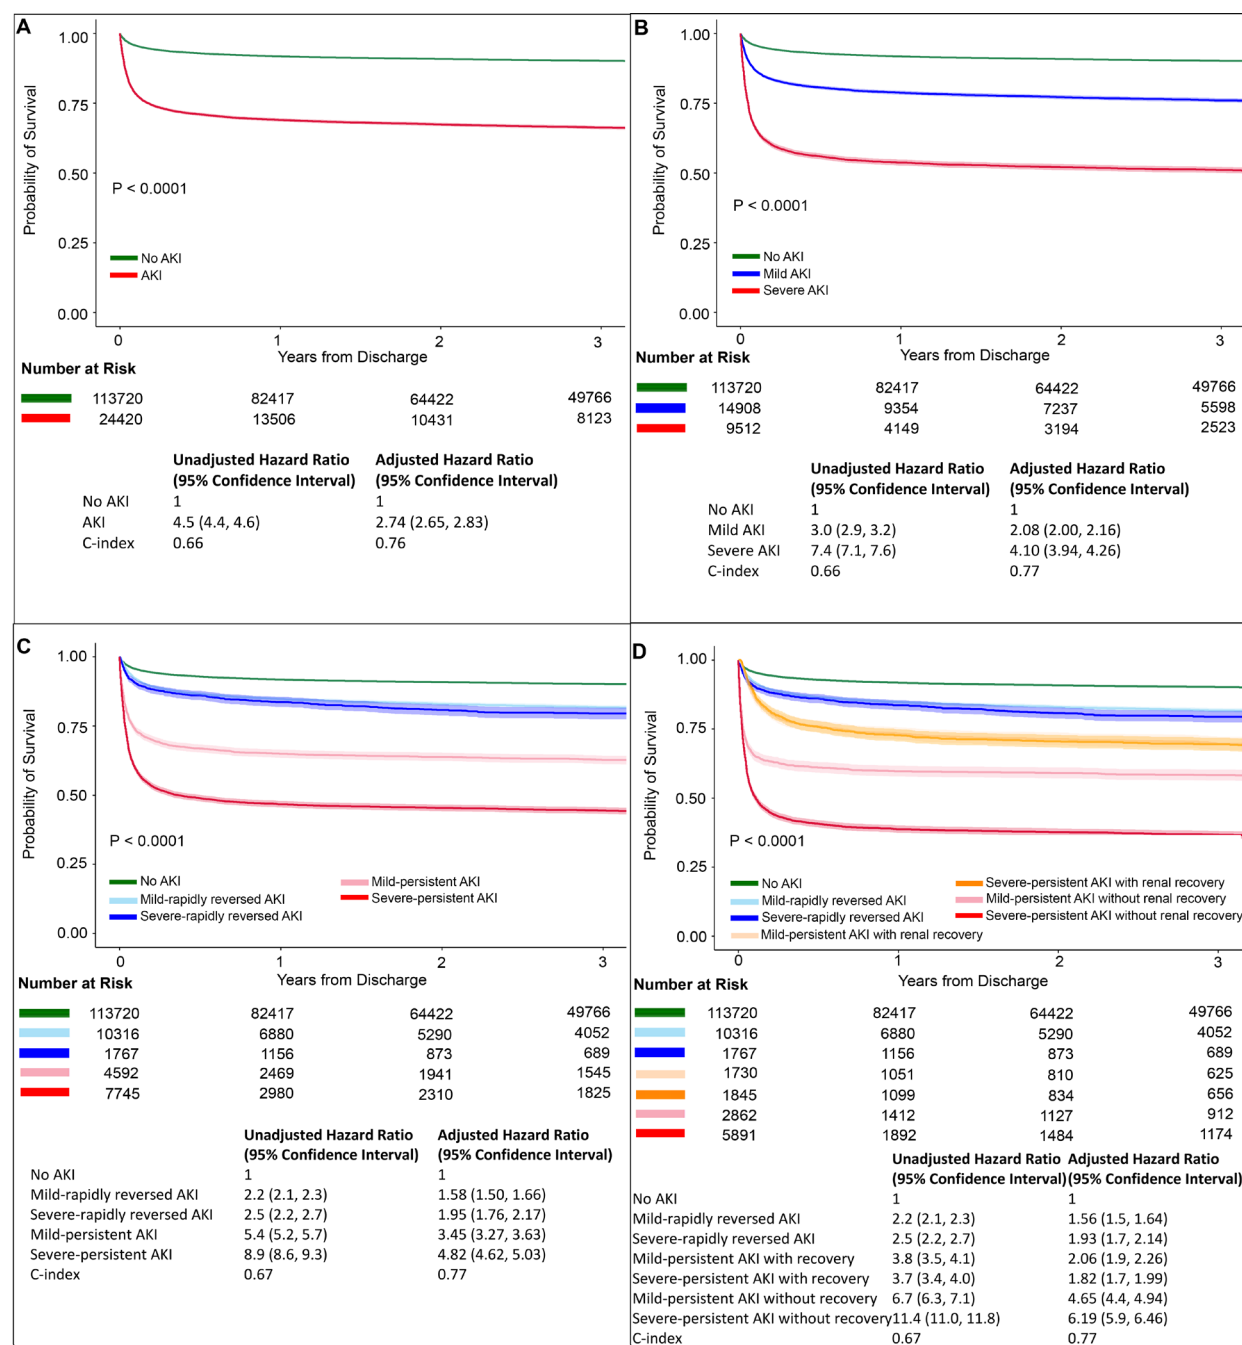 A
1.00
0.75
0.50
0.25
0.00
Probability of Survival
P < 0.0001
No AKI
AKI
0 1 2 3
Years from Discharge
Number at Risk
113720 82417 64422 49766
24420 13506 10431 8123
Unadjusted Hazard Ratio Adjusted Hazard Ratio
(95% Confidence Interval) (95% Confidence Interval)
No AKI 1 1
AKI 4.5 (4.4, 4.6) 2.74 (2.65, 2.83)
C-index 0.66 0.76
B
1.00
0.75
0.50
0.25
0.00
Probability of Survival
P < 0.0001
No AKI
Mild AKI
Severe AKI
0 1 2 3
Years from Discharge
Number at Risk
113720 82417 64422 49766
14908 9354 7237 5598
9512 4149 3194 2523
Unadjusted Hazard Ratio Adjusted Hazard Ratio
(95% Confidence Interval) (95% Confidence Interval)
No AKI 1 1
Mild AKI 3.0 (2.9, 3.2) 2.08 (2.00, 2.16)
Severe AKI 7.4 (7.1, 7.6) 4.10 (3.94, 4.26)
C-index 0.66 0.77
C
1.00
0.75
0.50
0.25
0.00
Probability of Survival
P < 0.0001
No AKI Mild-persistent AKI
Mild-rapidly reversed AKI Severe-persistent AKI
Severe-rapidly reversed AKI
0 1 2 3
Years from Discharge
Number at Risk
113720 82417 64422 49766
10316 6880 5290 4052
1767 1156 873 689
4592 2469 1941 1545
7745 2980 2310 1825
Unadjusted Hazard Ratio Adjusted Hazard Ratio
(95% Confidence Interval) (95% Confidence Interval)
No AKI 1 1
Mild-rapidly reversed AKI 2.2 (2.1, 2.3) 1.58 (1.50, 1.66)
Severe-rapidly reversed AKI 2.5 (2.2, 2.7) 1.95 (1.76, 2.17)
Mild-persistent AKI 5.4 (5.2, 5.7) 3.45 (3.27, 3.63)
Severe-persistent AKI 8.9 (8.6, 9.3) 4.82 (4.62, 5.03)
C-index 0.67 0.77
D
1.00
0.75
0.50
0.25
0.00
Probability of Survival
P < 0.0001
No AKI Severe-persistent AKI with renal recovery
Mild-rapidly reversed AKI Mild-persistent AKI without renal recovery
Severe-rapidly reversed AKI Severe-persistent AKI without renal recovery
Mild-persistent AKI with renal recovery
0 1 2 3
Years from Discharge
Number at Risk
113720 82417 64422 49766
10316 6880 5290 4052
1767 1156 873 689
1730 1051 810 625
1845 1099 834 656
2862 1412 1127 912
5891 1892 1484 1174
Unadjusted Hazard Ratio Adjusted Hazard Ratio
(95% Confidence Interval) (95% Confidence Interval)
No AKI 1 1
Mild-rapidly reversed AKI 2.2 (2.1, 2.3) 1.56 (1.5, 1.64)
Severe-rapidly reversed AKI 2.5 (2.2, 2.7) 1.93 (1.7, 2.14)
Mild-persistent AKI with recovery 3.8 (3.5, 4.1) 2.06 (1.9, 2.26)
Severe-persistent AKI with recovery 3.7 (3.4, 4.0) 1.82 (1.7, 1.99)
Mild-persistent AKI without recovery 6.7 (6.3, 7.1) 4.65 (4.4, 4.94)
Severe-persistent AKI without recovery 11.4 (11.0, 11.8) 6.19 (5.9, 6.46)
C-index 0.67 0.77